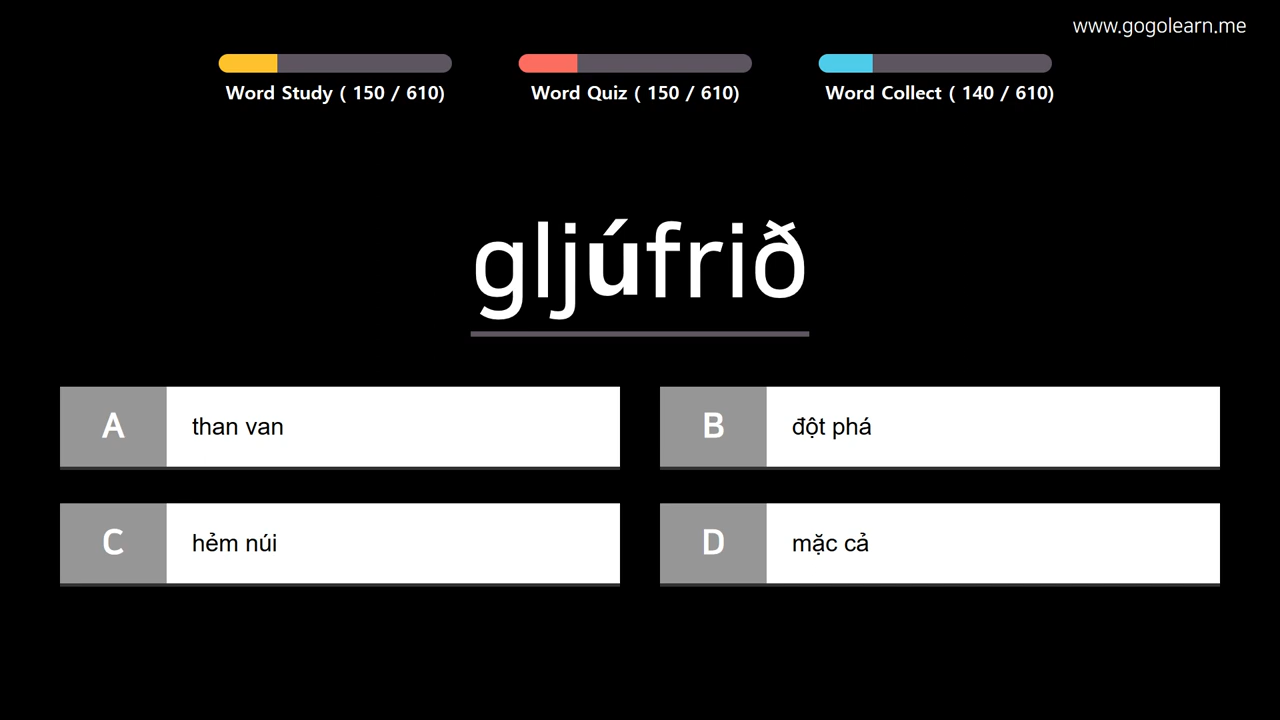 www.gogolearn.me
Word Study ( 150 / 610)
Word Quiz ( 150 / 610)
Word Collect ( 140 / 610)
gljúfrið
A than van
B đột phá
C hẻm núi
D mặc cả